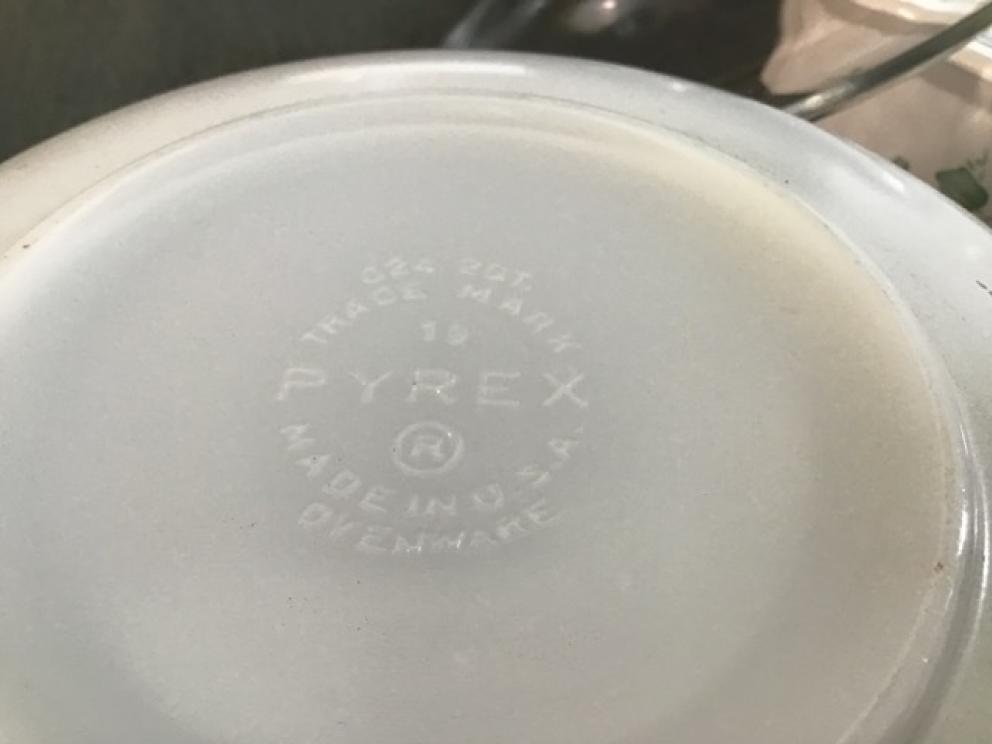 024 2QT.
TRADE MARK
19
PYREX
®
MADE IN U.S.A.
OVENWARE